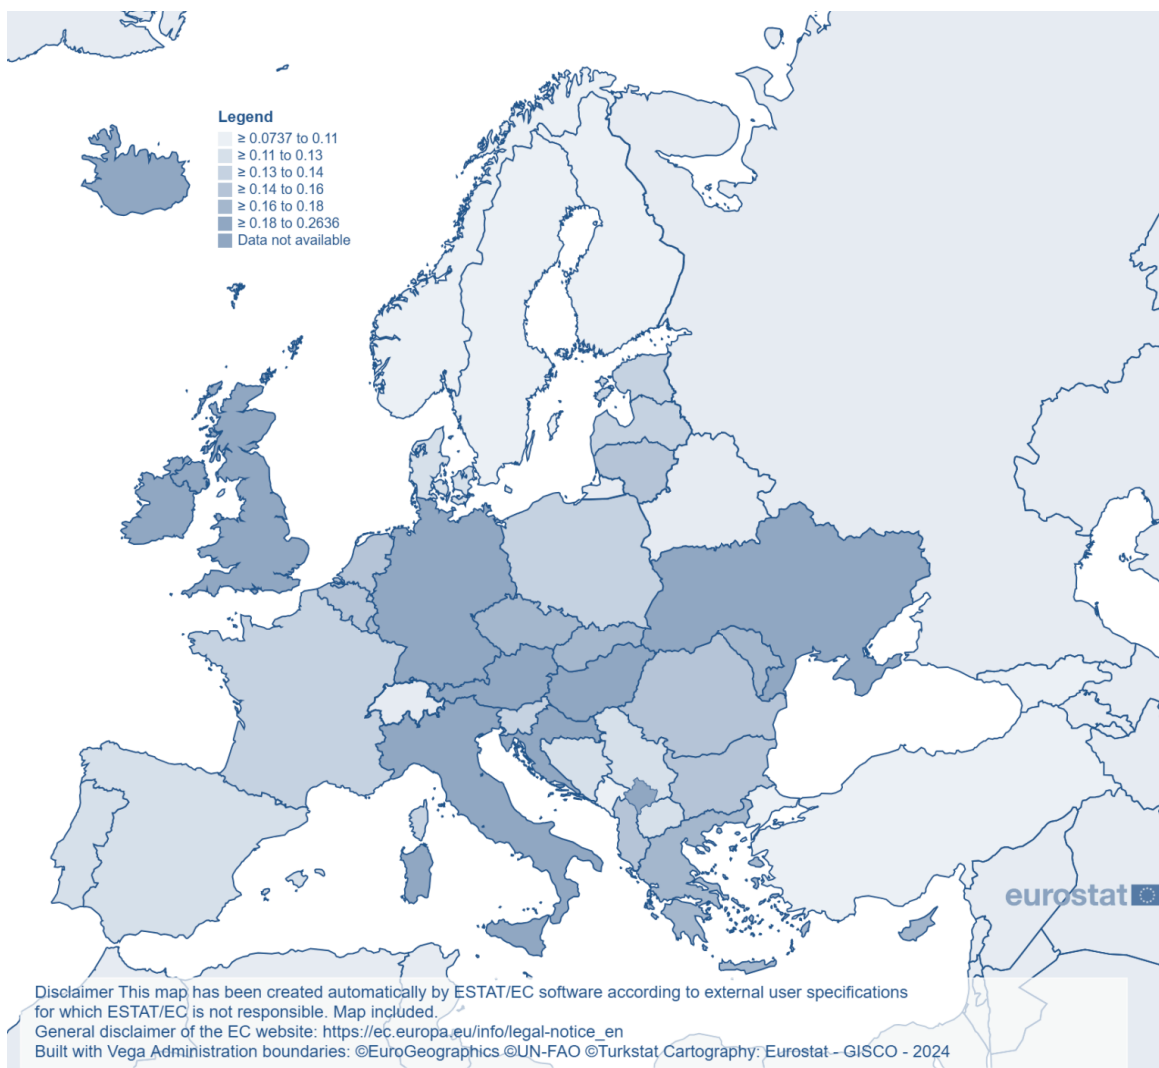 Legend
≥ 0.0737 to 0.11
≥ 0.11 to 0.13
≥ 0.13 to 0.14
≥ 0.14 to 0.16
≥ 0.16 to 0.18
≥ 0.18 to 0.2636
Data not available
eurostat
Disclaimer This map has been created automatically by ESTAT/EC software according to external user specifications
for which ESTAT/EC is not responsible. Map included.
General disclaimer of the EC website: https://ec.europa.eu/info/legal-notice_en
Built with Vega Administration boundaries: ©EuroGeographics ©UN-FAO ©Turkstat Cartography: Eurostat - GISCO - 2024